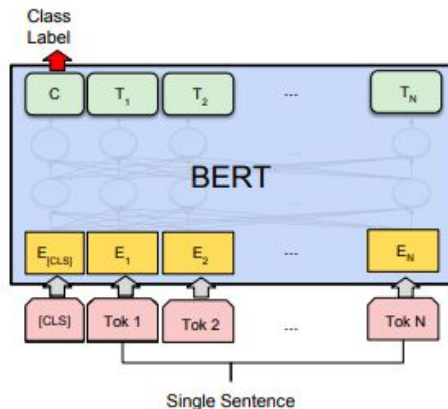 Class
Label
C T1 T2 ... TN
BERT
E[CLS] E1 E2 ... EN
[CLS] Tok 1 Tok 2 ... Tok N
Single Sentence